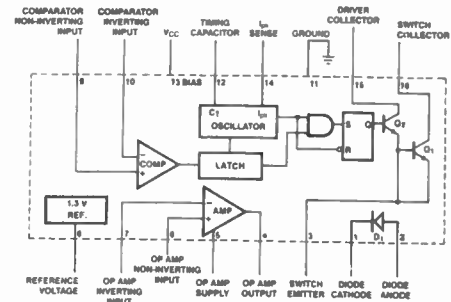 COMPARATOR NON-INVERTING INPUT
COMPARATOR INVERTING INPUT
VCC
TIMING CAPACITOR
Ipk SENSE
GROUND
DRIVER COLLECTOR
SWITCH COLLECTOR
9
10
13 BIAS
12
14
11
15
16
CT
Ipk
OSCILLATOR
S
Q
Q2
R
Q1
COMP
LATCH
1.3 V
REF.
AMP
D1
8
7
6
5
4
3
1
2
REFERENCE VOLTAGE
OP AMP INVERTING INPUT
OP AMP NON-INVERTING INPUT
OP AMP SUPPLY
OP AMP OUTPUT
SWITCH EMITTER
DIODE CATHODE
DIODE ANODE